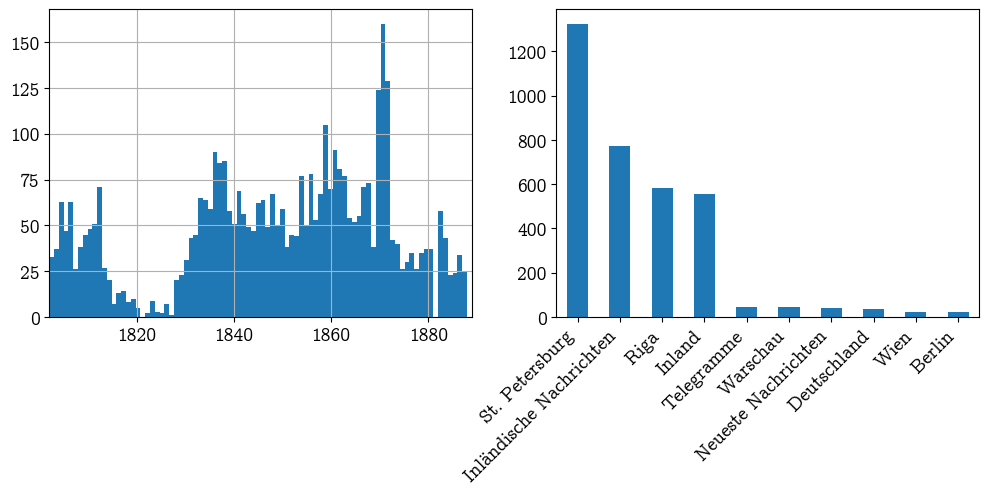 150
125
100
75
50
25
0
1820 1840 1860 1880
1200
1000
800
600
400
200
0
St. Petersburg
Inländische Nachrichten
Riga
Inland
Telegramme
Warschau
Neueste Nachrichten
Deutschland
Wien
Berlin